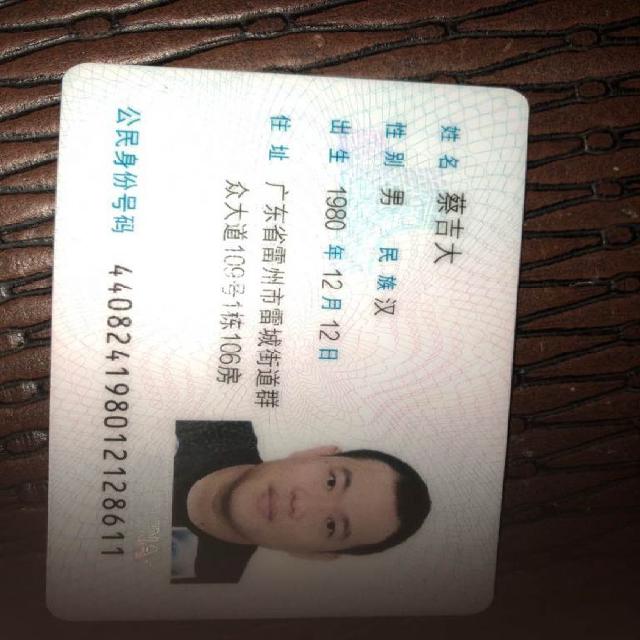 姓名 蔡吉大
性别 男 民族 汉
出生 1980 年 12 月 12 日
住址 广东省雷州市雷城街道群
众大道109号1栋106房
公民身份号码 440824198012128611